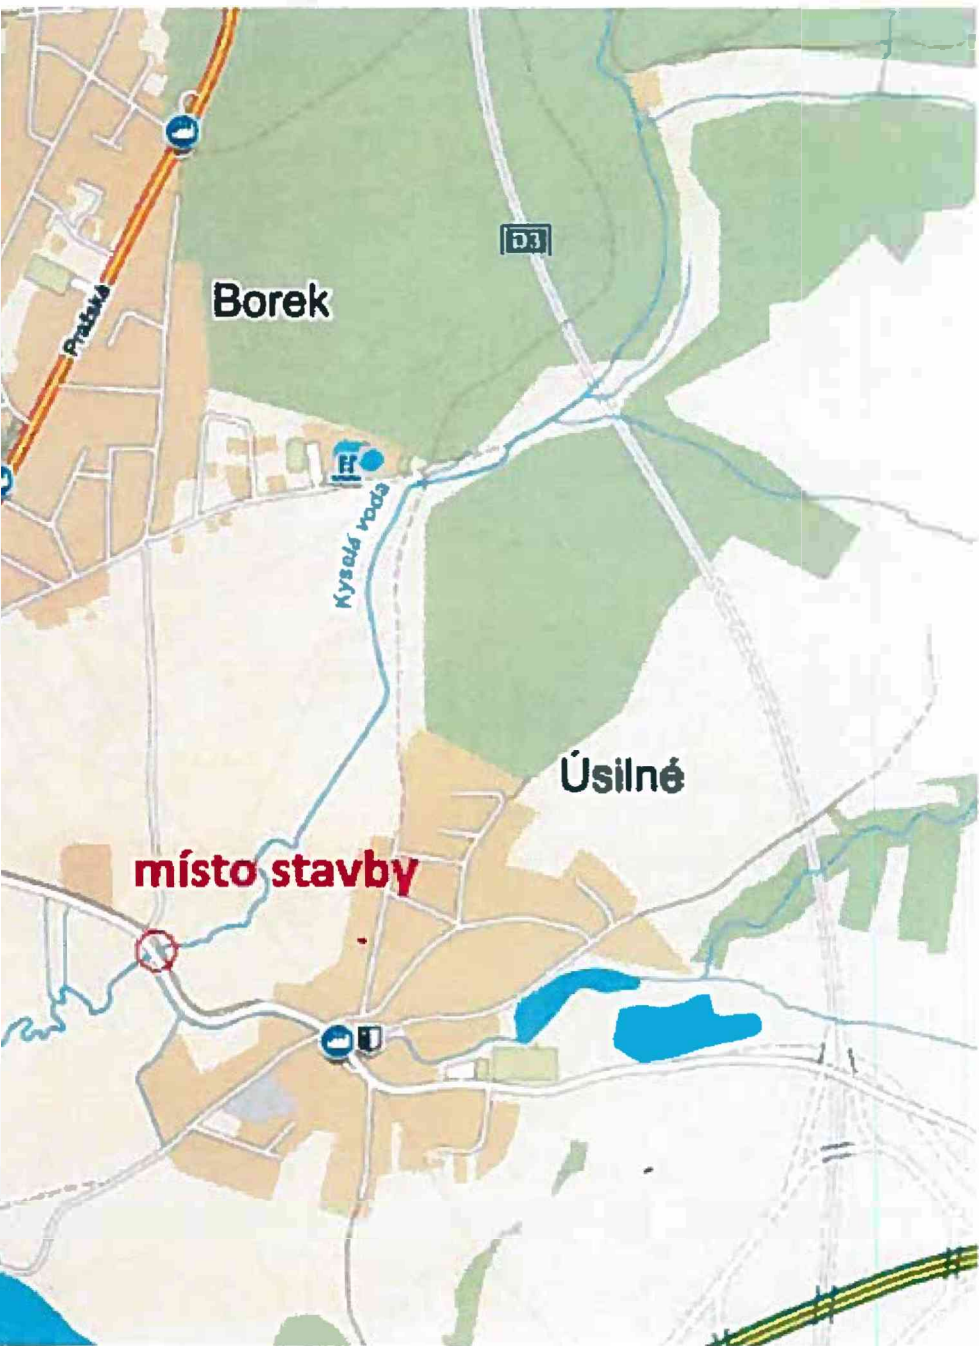 D3
Borek
Pražská
Kyselá voda
Úsilné
místo stavby